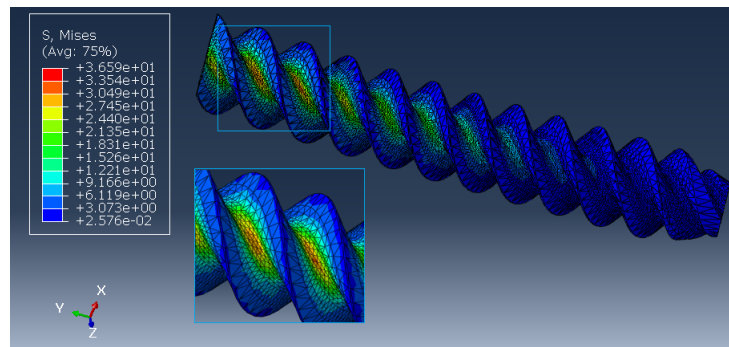 S, Mises
(Avg: 75%)
+3.659e+01
+3.354e+01
+3.049e+01
+2.745e+01
+2.440e+01
+2.135e+01
+1.831e+01
+1.526e+01
+1.221e+01
+9.166e+00
+6.119e+00
+3.073e+00
+2.576e-02
X
Y
Z